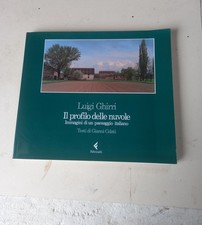 Luigi Ghirri
Il profilo delle nuvole
Immagini di un paesaggio italiano
Testi di Gianni Celati
Feltrinelli